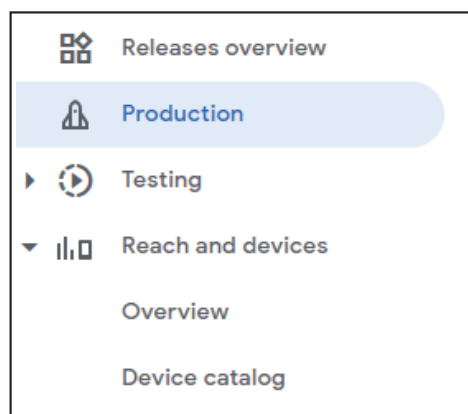 Releases overview
Production
Testing
Reach and devices
Overview
Device catalog